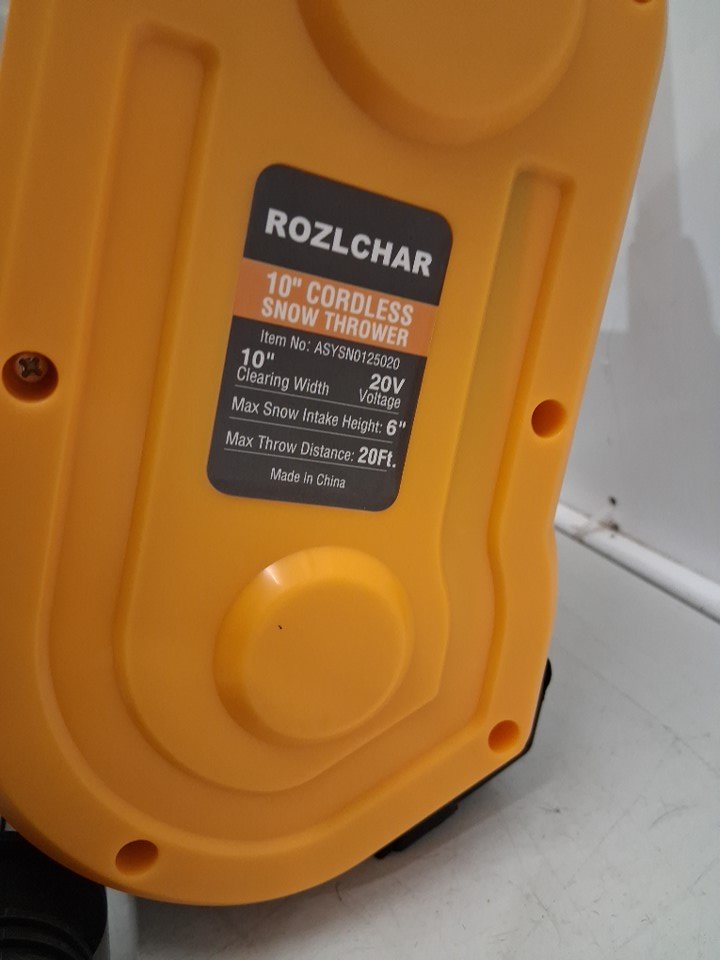 ROZLCHAR
10" CORDLESS
SNOW THROWER
Item No: ASYSN0125020
10" 20V
Clearing Width Voltage
Max Snow Intake Height: 6"
Max Throw Distance: 20Ft.
Made in China